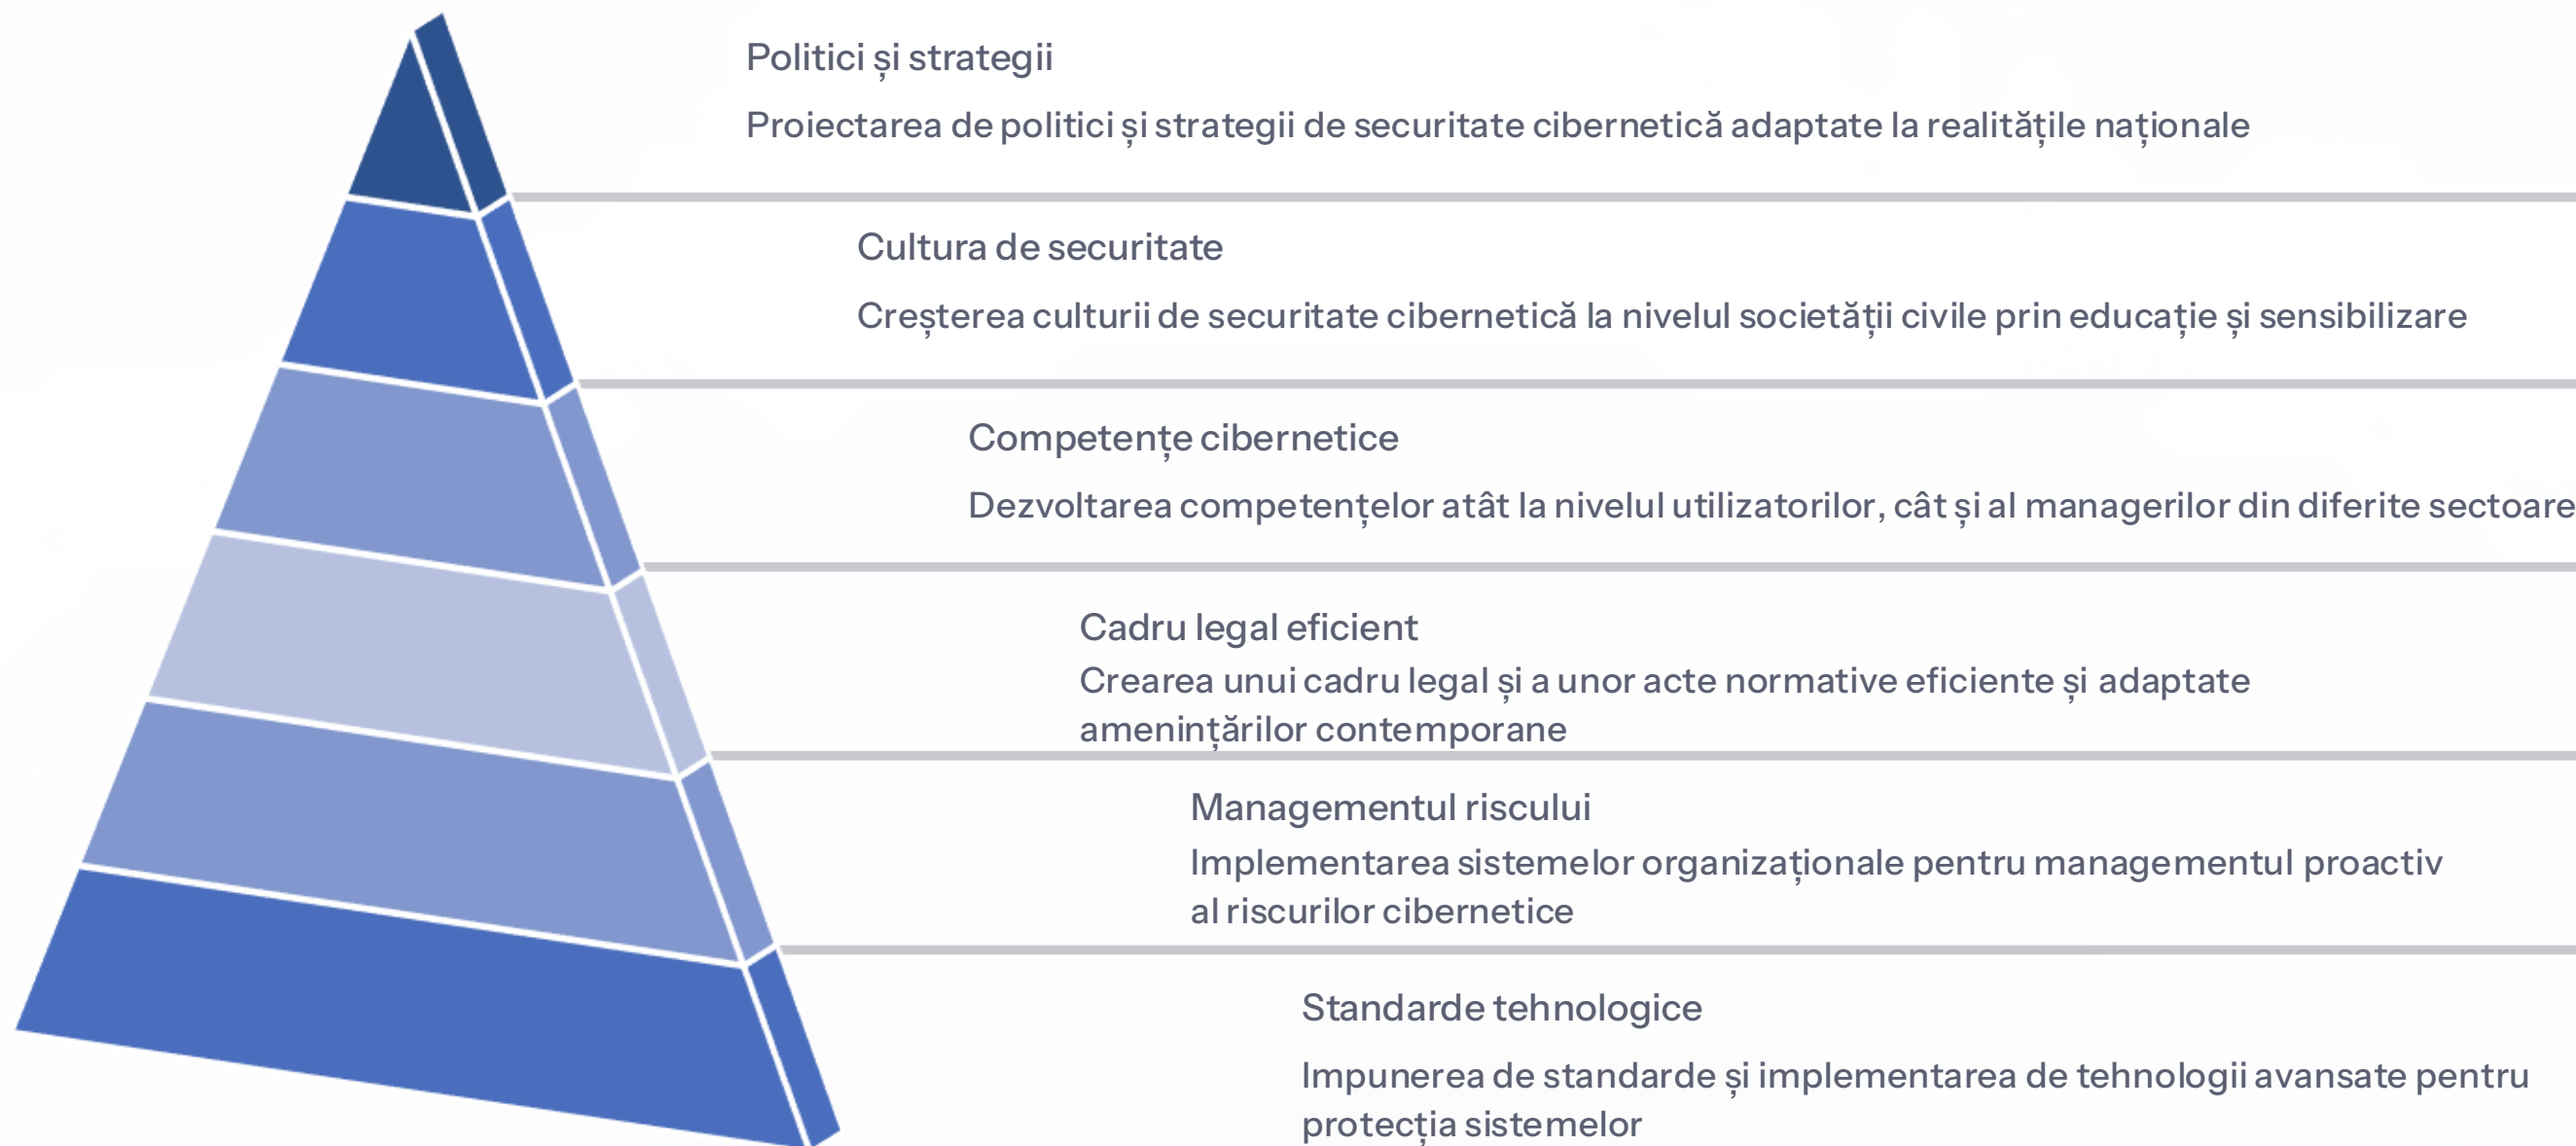 Politici și strategii
Proiectarea de politici și strategii de securitate cibernetică adaptate la realitățile naționale
Cultura de securitate
Creșterea culturii de securitate cibernetică la nivelul societății civile prin educație și sensibilizare
Competențe cibernetice
Dezvoltarea competențelor atât la nivelul utilizatorilor, cât și al managerilor din diferite sectoare
Cadru legal eficient
Crearea unui cadru legal și a unor acte normative eficiente și adaptate
amenințărilor contemporane
Managementul riscului
Implementarea sistemelor organizaționale pentru managementul proactiv
al riscurilor cibernetice
Standarde tehnologice
Impunerea de standarde și implementarea de tehnologii avansate pentru
protecția sistemelor